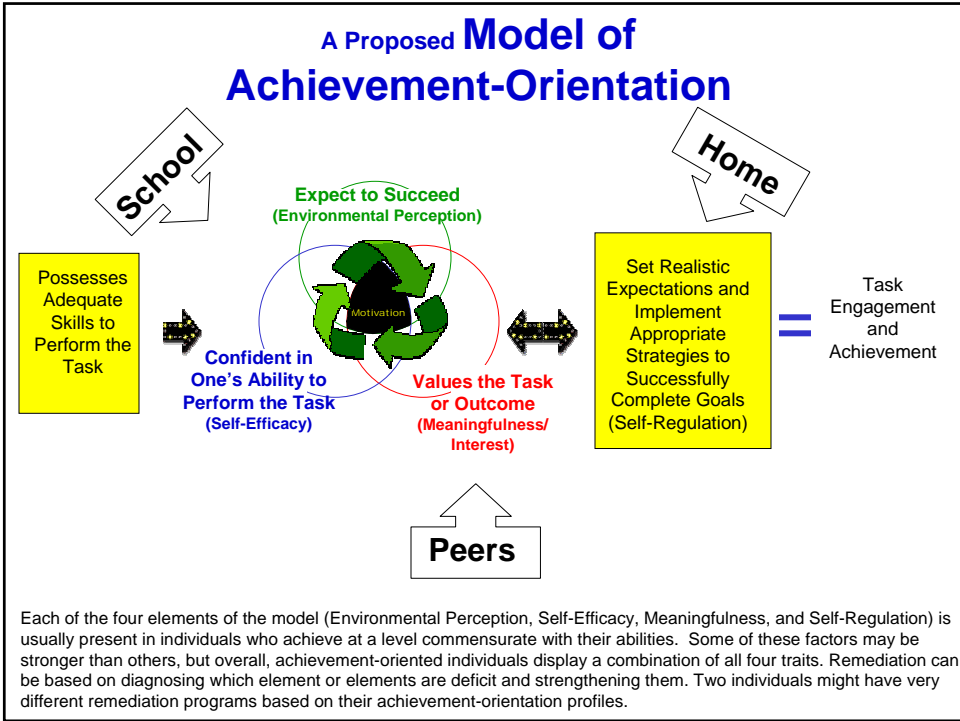 A Proposed Model of
Achievement-Orientation
School
Home
Expect to Succeed
(Environmental Perception)
Possesses
Adequate
Skills to
Perform the
Task
Motivation
Confident in
One's Ability to
Perform the Task
(Self-Efficacy)
Values the Task
or Outcome
(Meaningfulness/
Interest)
Set Realistic
Expectations and
Implement
Appropriate
Strategies to
Successfully
Complete Goals
(Self-Regulation)
=
Task
Engagement
and
Achievement
Peers
Each of the four elements of the model (Environmental Perception, Self-Efficacy, Meaningfulness, and Self-Regulation) is
usually present in individuals who achieve at a level commensurate with their abilities.  Some of these factors may be
stronger than others, but overall, achievement-oriented individuals display a combination of all four traits. Remediation can
be based on diagnosing which element or elements are deficit and strengthening them. Two individuals might have very
different remediation programs based on their achievement-orientation profiles.